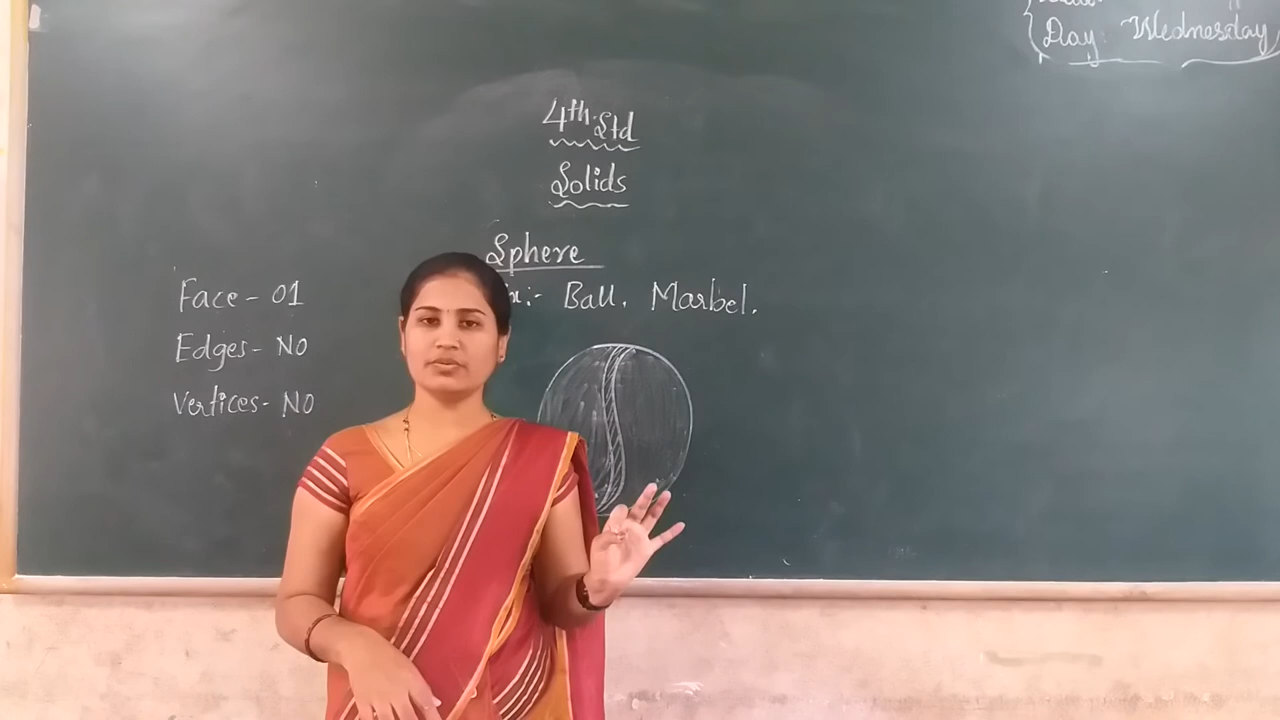 Day: Wednesday
4th Std
Solids
Sphere
:- Ball, Marbel.
Face - 01
Edges - NO
Vertices - NO